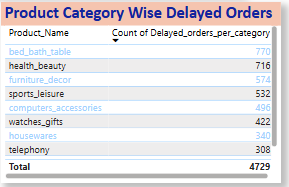 Product Category Wise Delayed Orders
Product_Name Count of Delayed_orders_per_category
bed_bath_table 770
health_beauty 716
furniture_decor 574
sports_leisure 532
computers_accessories 496
watches_gifts 422
housewares 340
telephony 308
Total 4729